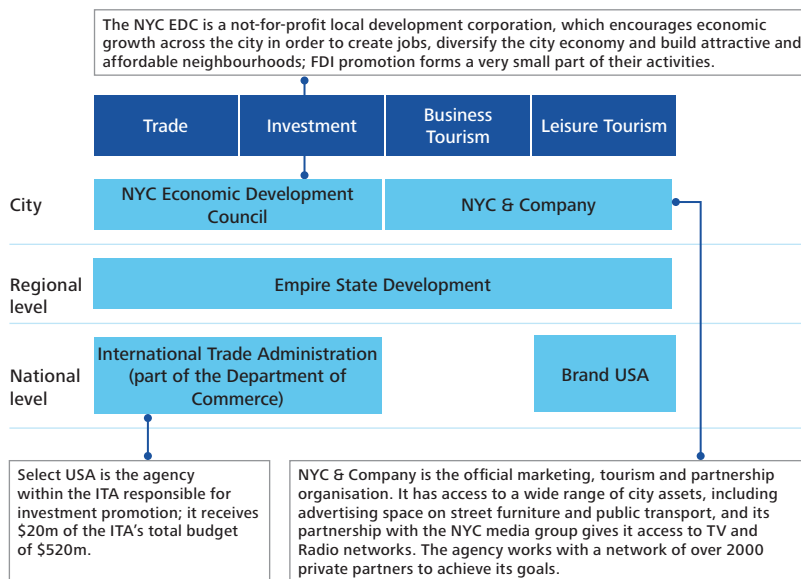 The NYC EDC is a not-for-profit local development corporation, which encourages economic
growth across the city in order to create jobs, diversify the city economy and build attractive and
affordable neighbourhoods; FDI promotion forms a very small part of their activities.
Trade
Investment
Business
Tourism
Leisure Tourism
City
NYC Economic Development
Council
NYC & Company
Regional
level
Empire State Development
National
level
International Trade Administration
(part of the Department of
Commerce)
Brand USA
Select USA is the agency
within the ITA responsible for
investment promotion; it receives
$20m of the ITA's total budget
of $520m.
NYC & Company is the official marketing, tourism and partnership
organisation. It has access to a wide range of city assets, including
advertising space on street furniture and public transport, and its
partnership with the NYC media group gives it access to TV and
Radio networks. The agency works with a network of over 2000
private partners to achieve its goals.